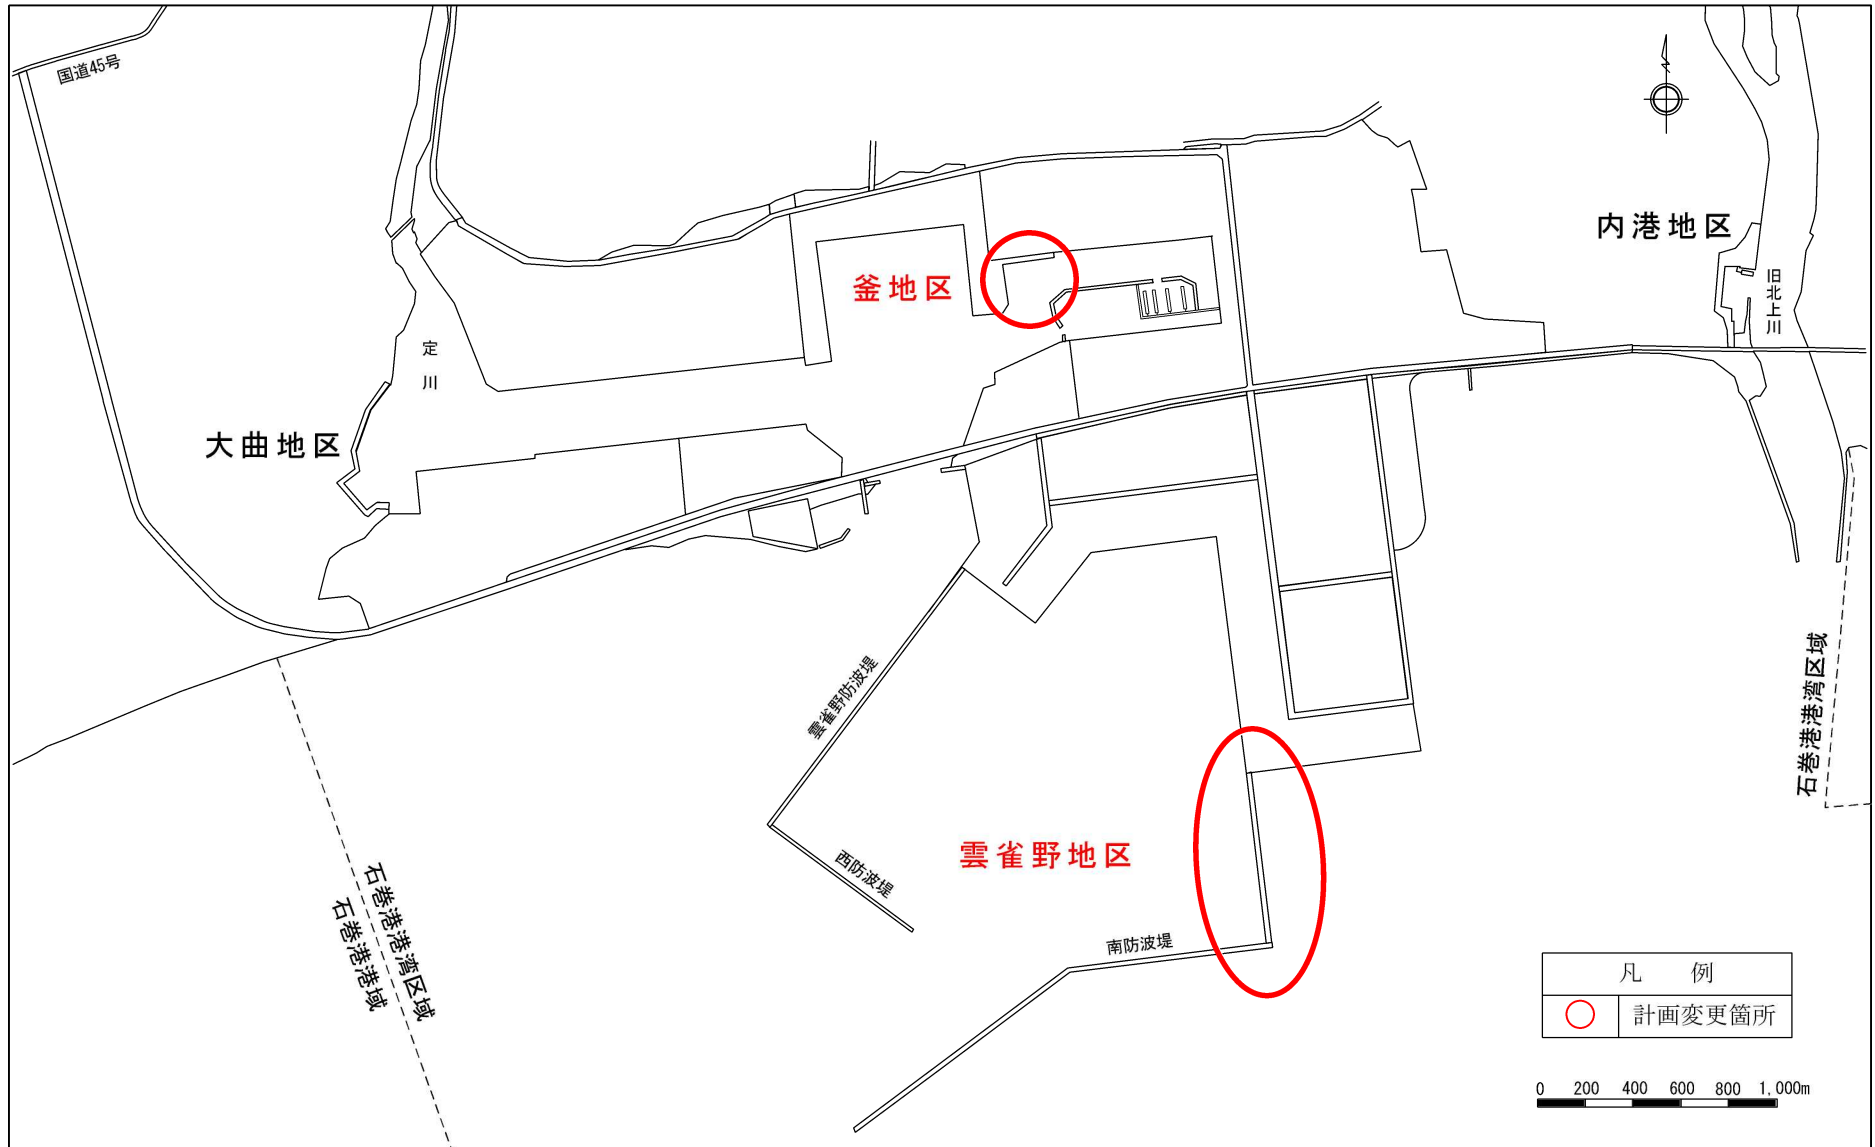 国道45号
内港地区
旧北上川
釜地区
定川
大曲地区
石巻港港湾区域
雲雀野防波堤
雲雀野地区
西防波堤
南防波堤
石巻港港湾区域
石巻港港域
凡 例
計画変更箇所
0 200 400 600 800 1,000m